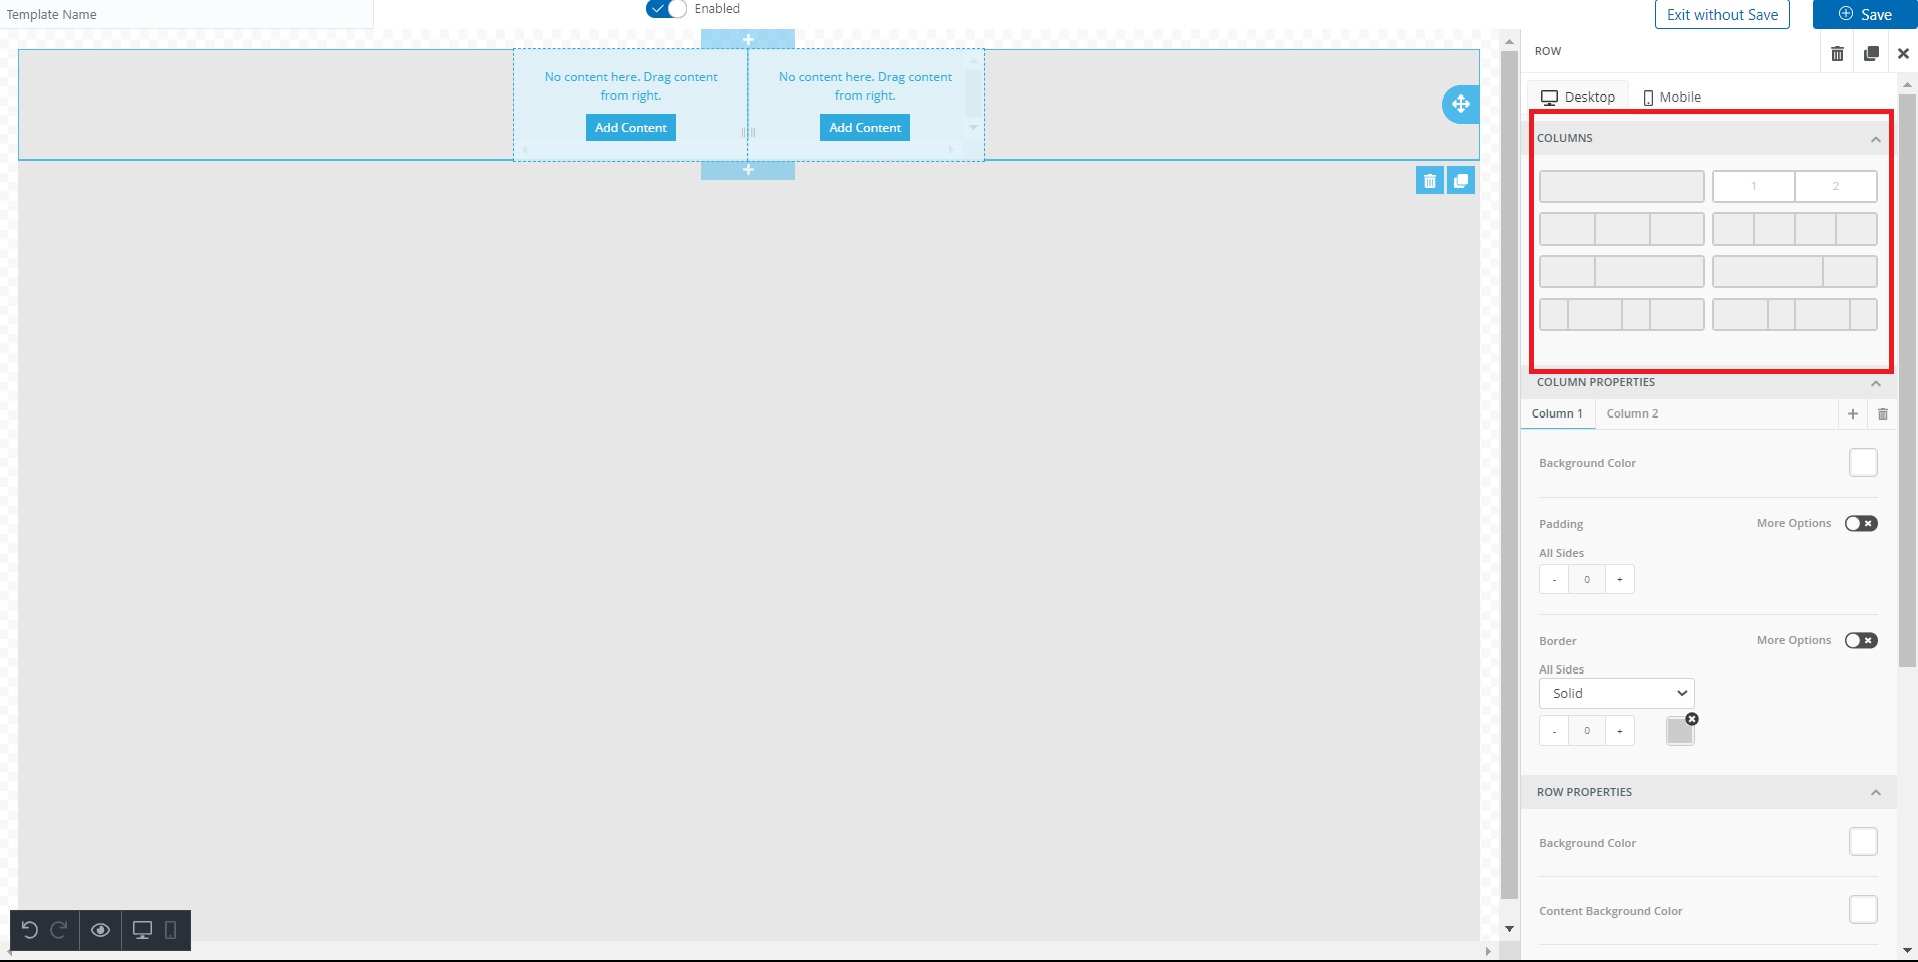 Template Name
Enabled
Exit without Save
Save
No content here. Drag content
from right.
Add Content
No content here. Drag content
from right.
Add Content
ROW
Desktop
Mobile
COLUMNS
1
2
COLUMN PROPERTIES
Column 1
Column 2
Background Color
Padding
More Options
All Sides
-
0
+
Border
More Options
All Sides
Solid
-
0
+
ROW PROPERTIES
Background Color
Content Background Color